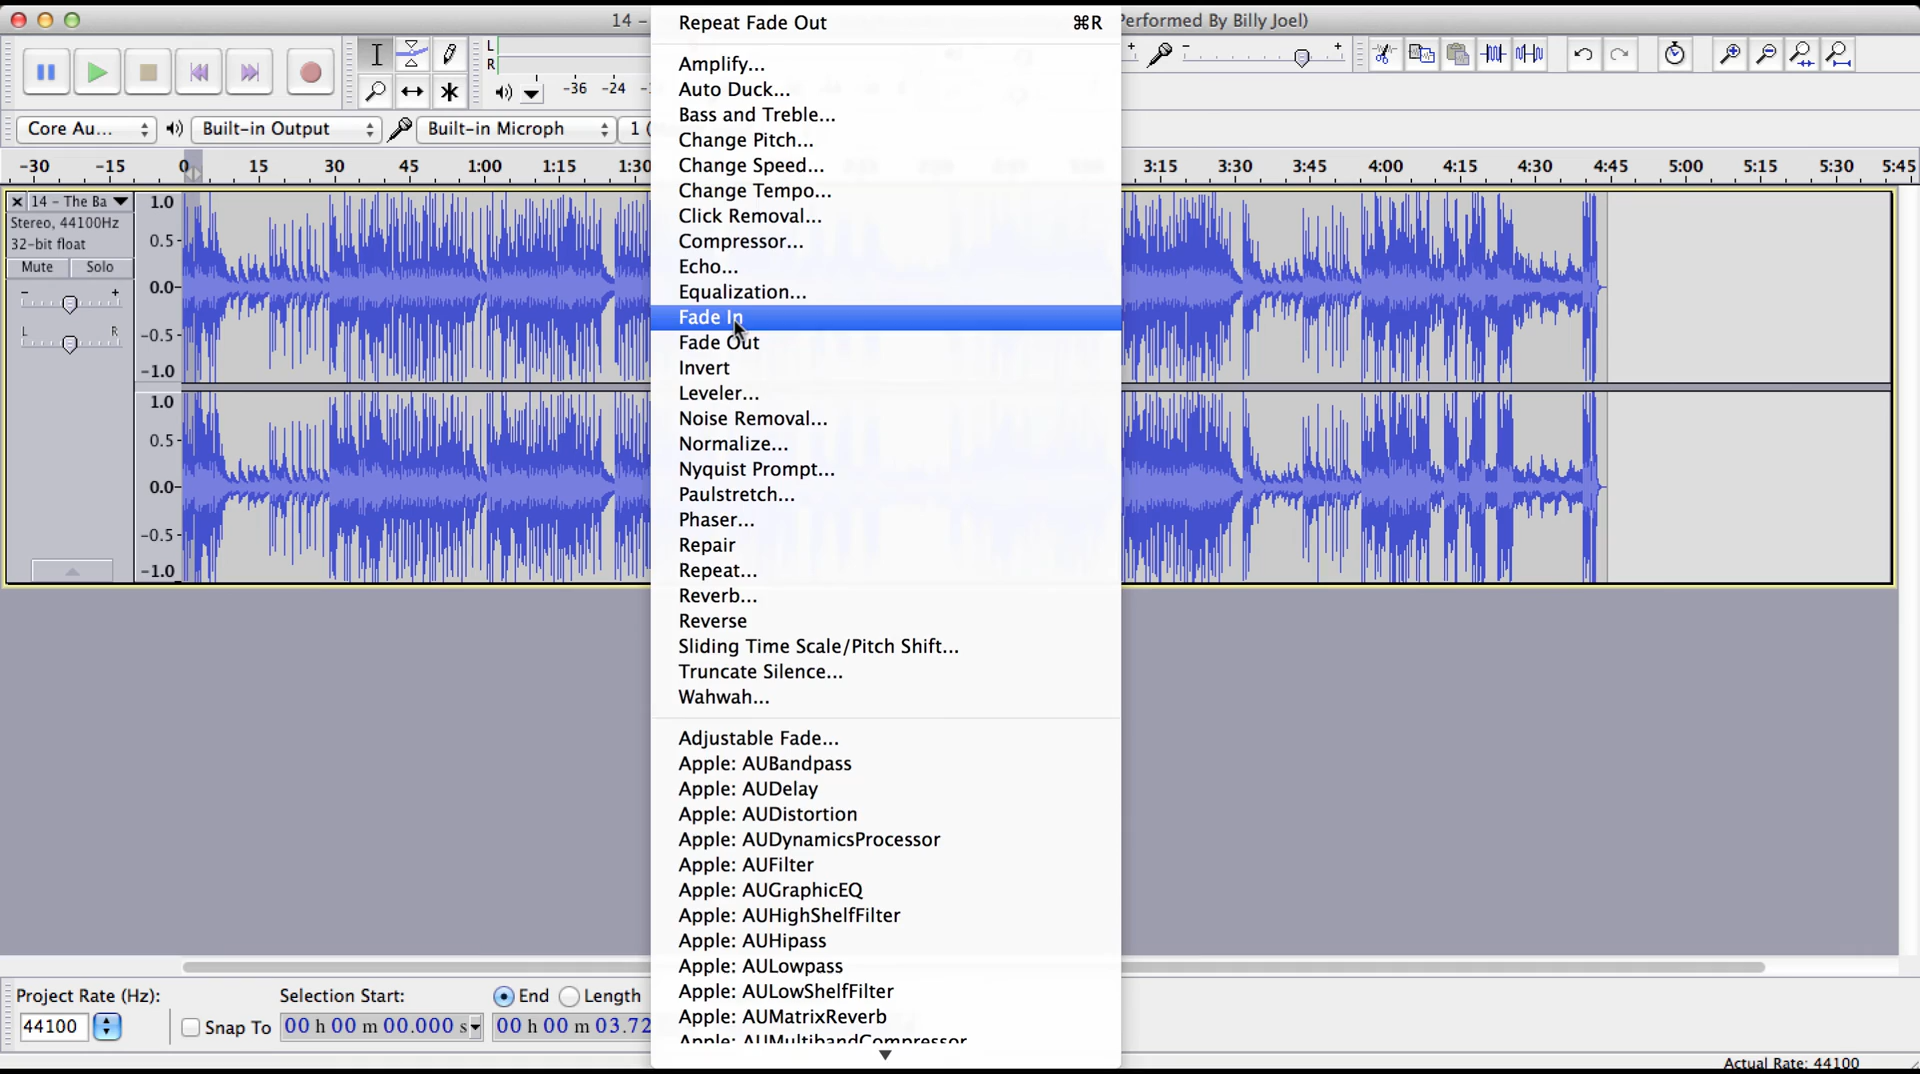 14 –
Performed By Billy Joel)
Repeat Fade Out ⌘R
L
R
-36 -24
Core Au... Built-in Output Built-in Microph 1
-30 -15 0 15 30 45 1:00 1:15 1:30 3:15 3:30 3:45 4:00 4:15 4:30 4:45 5:00 5:15 5:30 5:45
14 – The Ba
Stereo, 44100Hz
32-bit float
Mute Solo
- +
L R
1.0
0.5
0.0
-0.5
-1.0
1.0
0.5
0.0
-0.5
-1.0
Amplify...
Auto Duck...
Bass and Treble...
Change Pitch...
Change Speed...
Change Tempo...
Click Removal...
Compressor...
Echo...
Equalization...
Fade In
Fade Out
Invert
Leveler...
Noise Removal...
Normalize...
Nyquist Prompt...
Paulstretch...
Phaser...
Repair
Repeat...
Reverb...
Reverse
Sliding Time Scale/Pitch Shift...
Truncate Silence...
Wahwah...
Adjustable Fade...
Apple: AUBandpass
Apple: AUDelay
Apple: AUDistortion
Apple: AUDynamicsProcessor
Apple: AUFilter
Apple: AUGraphicEQ
Apple: AUHighShelfFilter
Apple: AUHipass
Apple: AULowpass
Apple: AULowShelfFilter
Apple: AUMatrixReverb
Apple: AUMultibandCompressor
Project Rate (Hz): Selection Start: End Length
44100 Snap To 00 h 00 m 00.000 s 00 h 00 m 03.72
Actual Rate: 44100